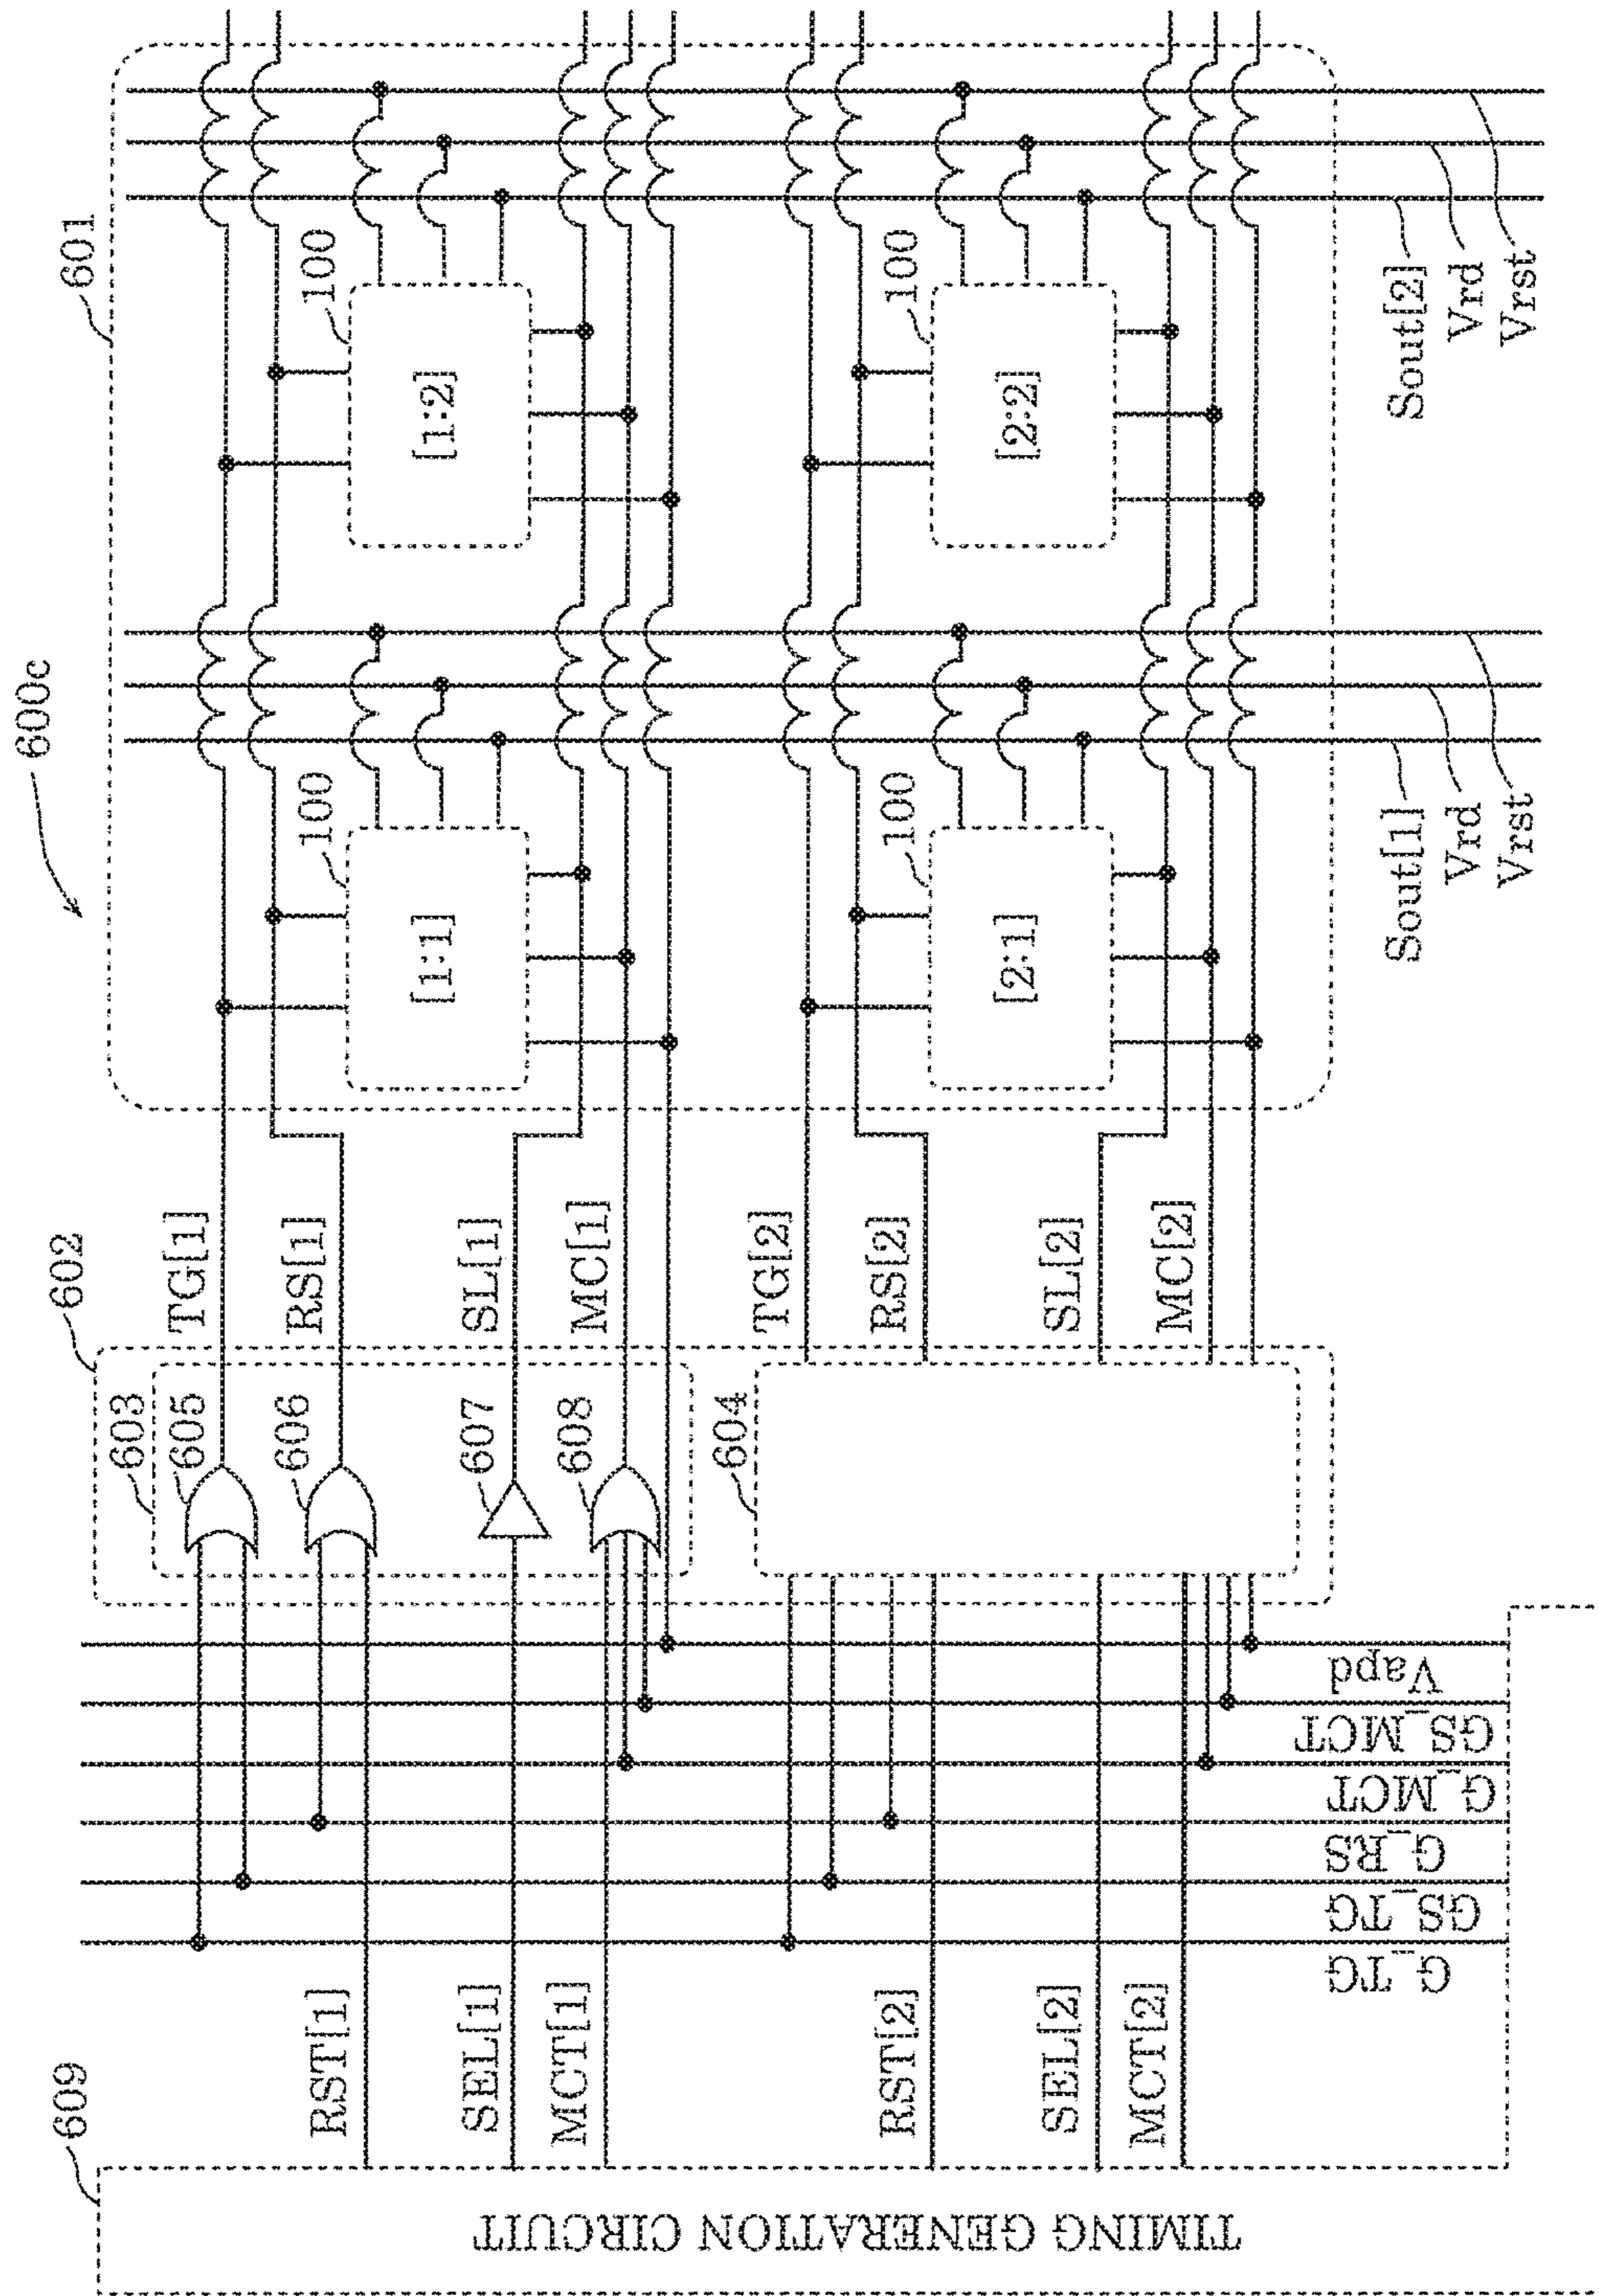 600c
601
602
603
605
606
607
608
604
609
TG[1]
RS[1]
SL[1]
MC[1]
TG[2]
RS[2]
SL[2]
MC[2]
100
[1:1]
100
[1:2]
100
[2:1]
100
[2:2]
RST[1]
SEL[1]
MCT[1]
RST[2]
SEL[2]
MCT[2]
G_TG
GS_TG
G_RS
G_MCT
GS_MCT
Vapd
Sout[1]
Vrd
Vrst
Sout[2]
Vrd
Vrst
TIMING GENERATION CIRCUIT